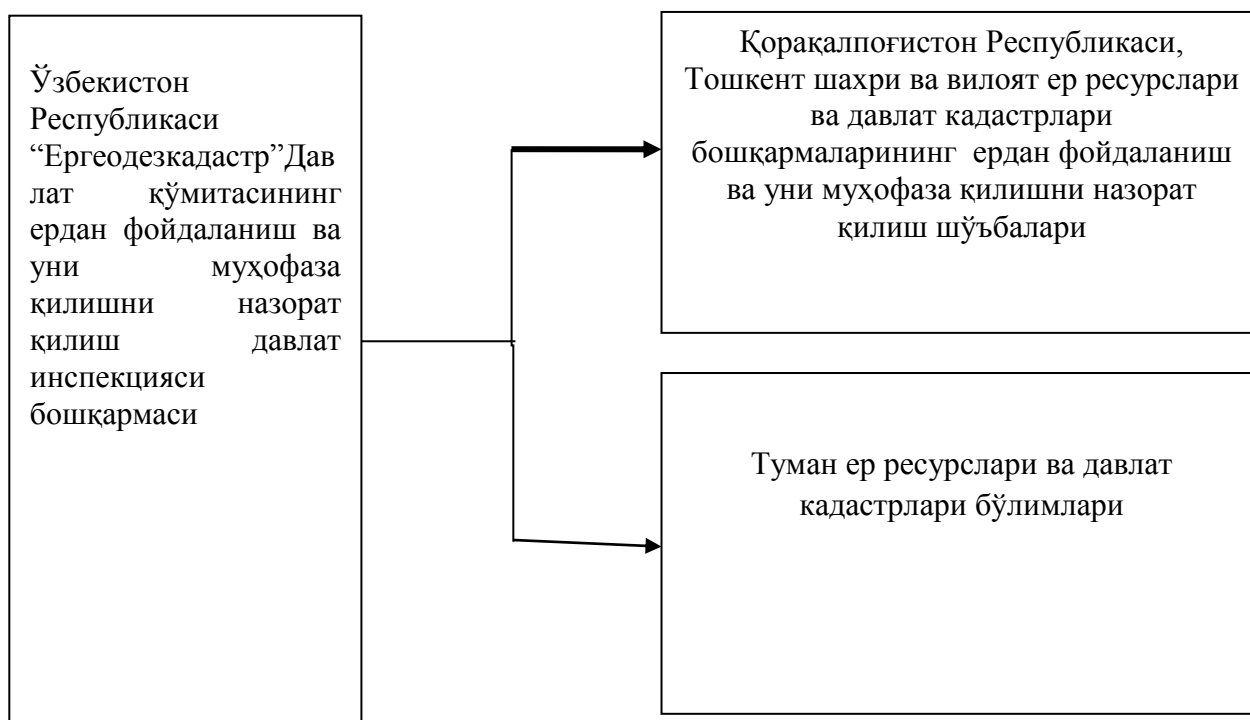 Ўзбекистон
Республикаси
“Ергеодезкадастр”Дав
лат қўмитасининг
ердан фойдаланиш ва
уни муҳофаза
қилишни назорат
қилиш давлат
инспекцияси
бошқармаси
Қорақалпоғистон Республикаси,
Тошкент шахри ва вилоят ер ресурслари
ва давлат кадастрлари
бошқармаларининг ердан фойдаланиш
ва уни муҳофаза қилишни назорат
қилиш шўъбалари
Туман ер ресурслари ва давлат
кадастрлари бўлимлари